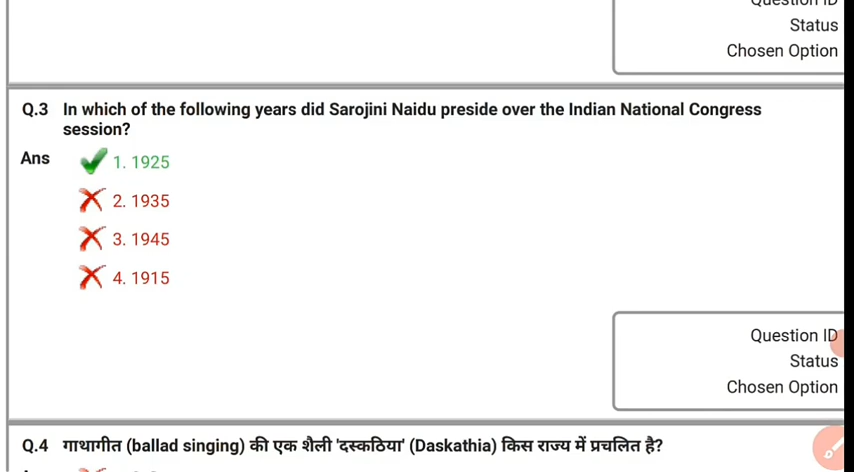 Question ID
Status
Chosen Option
Q.3 In which of the following years did Sarojini Naidu preside over the Indian National Congress
session?
Ans 1. 1925
2. 1935
3. 1945
4. 1915
Question ID
Status
Chosen Option
Q.4 गाथागीत (ballad singing) की एक शैली 'दस्कठिया' (Daskathia) किस राज्य में प्रचलित है?